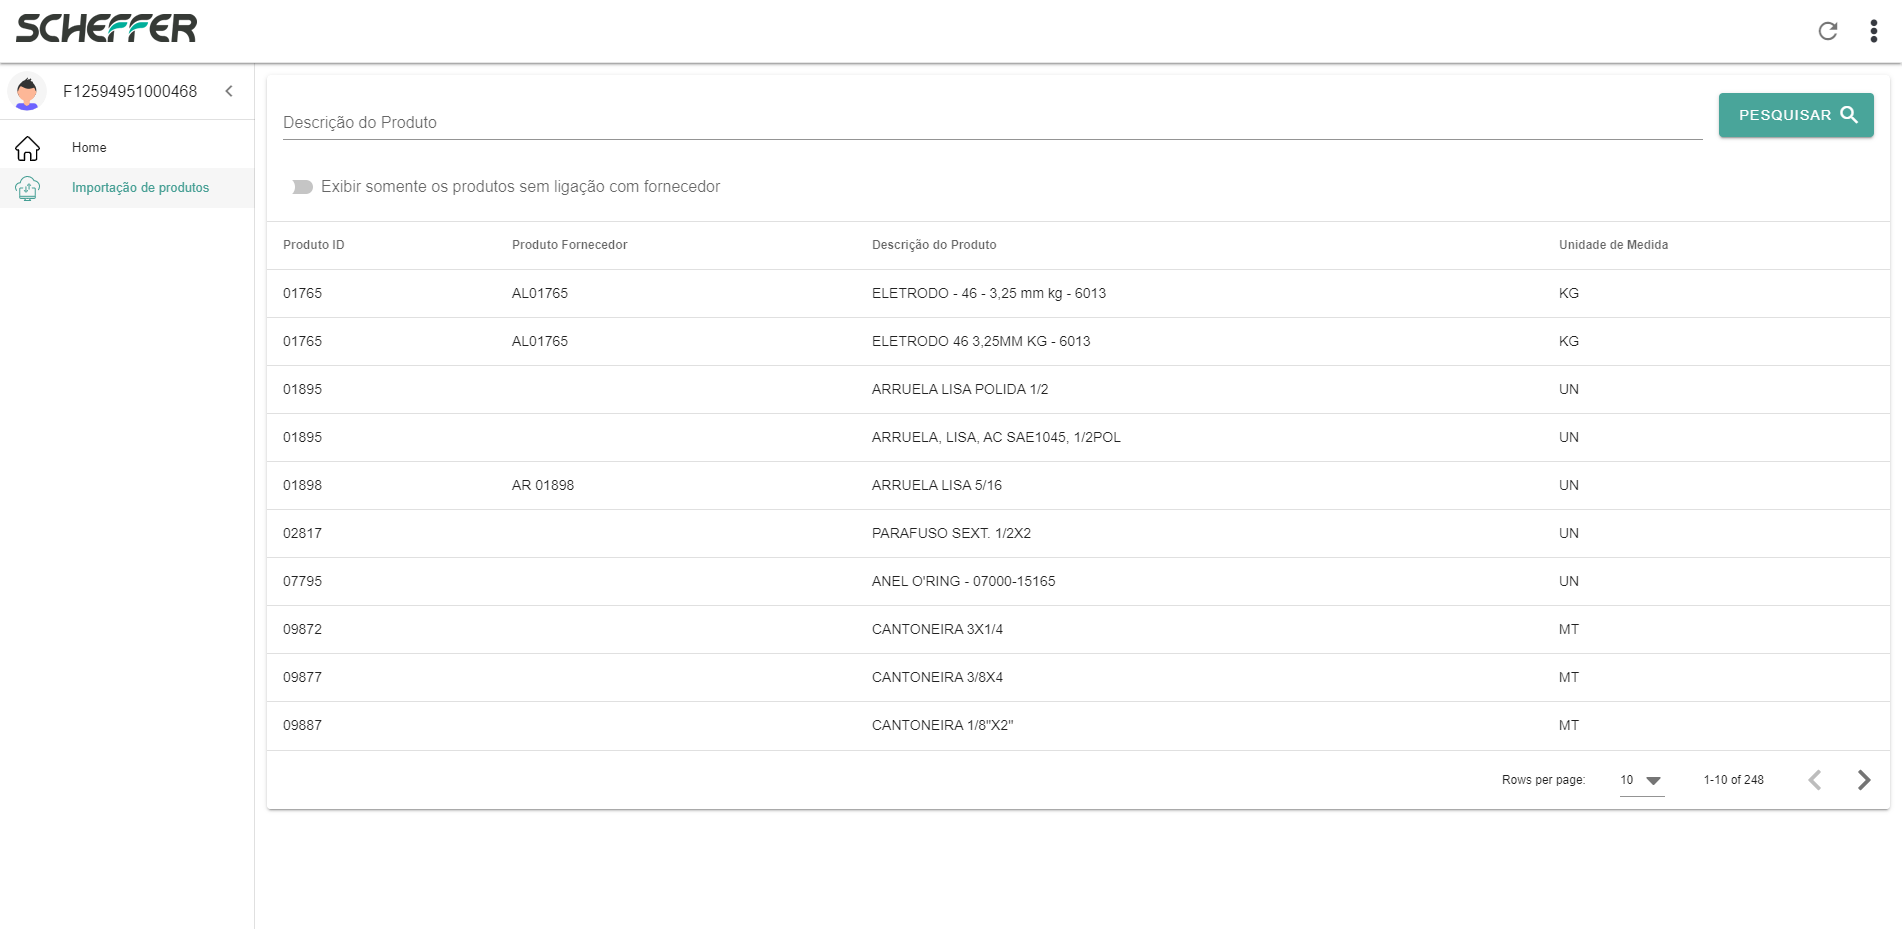 SCHEFFER
F12594951000468
Home
Importação de produtos
Descrição do Produto
PESQUISAR
Exibir somente os produtos sem ligação com fornecedor
Produto ID Produto Fornecedor Descrição do Produto Unidade de Medida
01765 AL01765 ELETRODO - 46 - 3,25 mm kg - 6013 KG
01765 AL01765 ELETRODO 46 3,25MM KG - 6013 KG
01895 ARRUELA LISA POLIDA 1/2 UN
01895 ARRUELA, LISA, AC SAE1045, 1/2POL UN
01898 AR 01898 ARRUELA LISA 5/16 UN
02817 PARAFUSO SEXT. 1/2X2 UN
07795 ANEL O'RING - 07000-15165 UN
09872 CANTONEIRA 3X1/4 MT
09877 CANTONEIRA 3/8X4 MT
09887 CANTONEIRA 1/8"X2" MT
Rows per page: 10 1-10 of 248